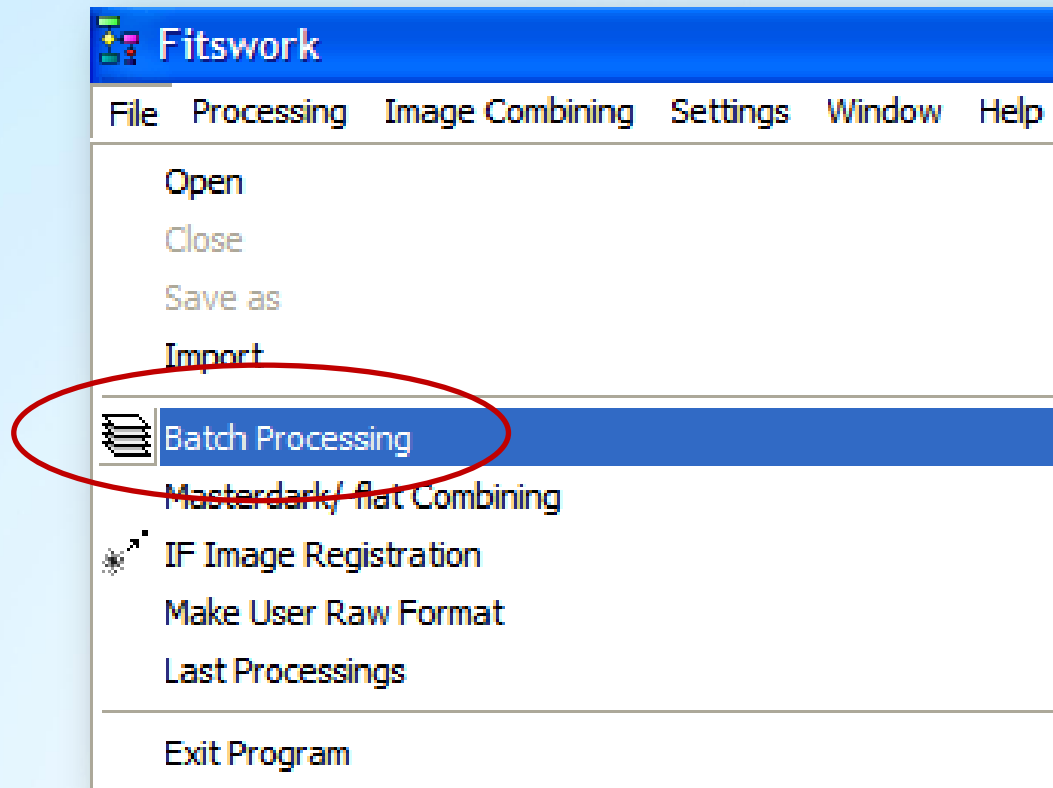 Fitswork
File Processing Image Combining Settings Window Help
Open
Close
Save as
Import
Batch Processing
Masterdark/ flat Combining
IF Image Registration
Make User Raw Format
Last Processings
Exit Program